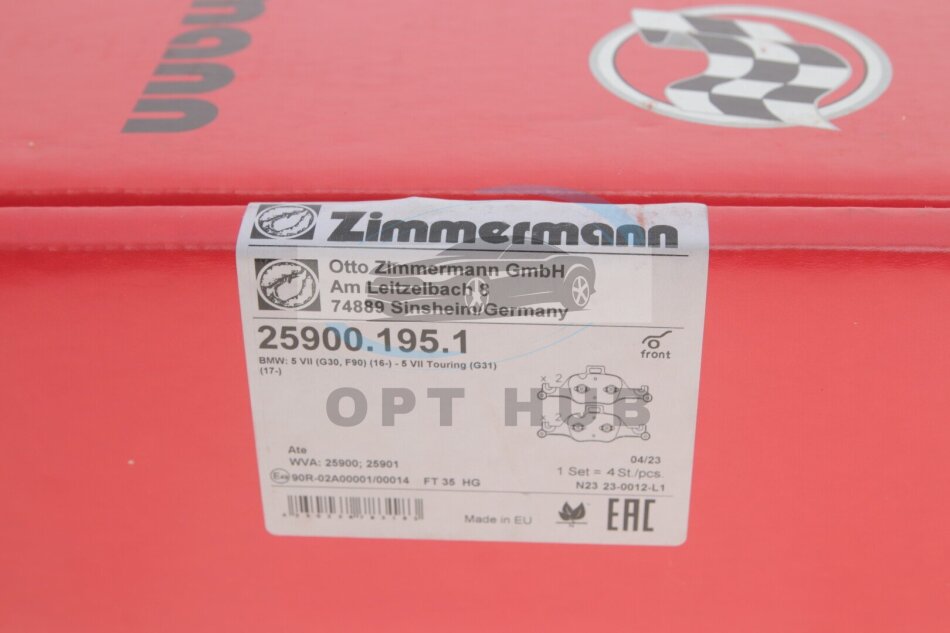 Zimmermann
Otto Zimmermann GmbH
Am Leitzelbach 8
74889 Sinsheim/Germany
25900.195.1
front
BMW: 5 VII (G30, F90) (16-) - 5 VII Touring (G31)
(17-)
x 2
x 2
OPT HUB
Ate
WVA: 25900; 25901
90R-02A00001/00014 FT 35 HG
04/23
1 Set = 4 St./pcs.
N23 23-0012-L1
Made in EU
EAC